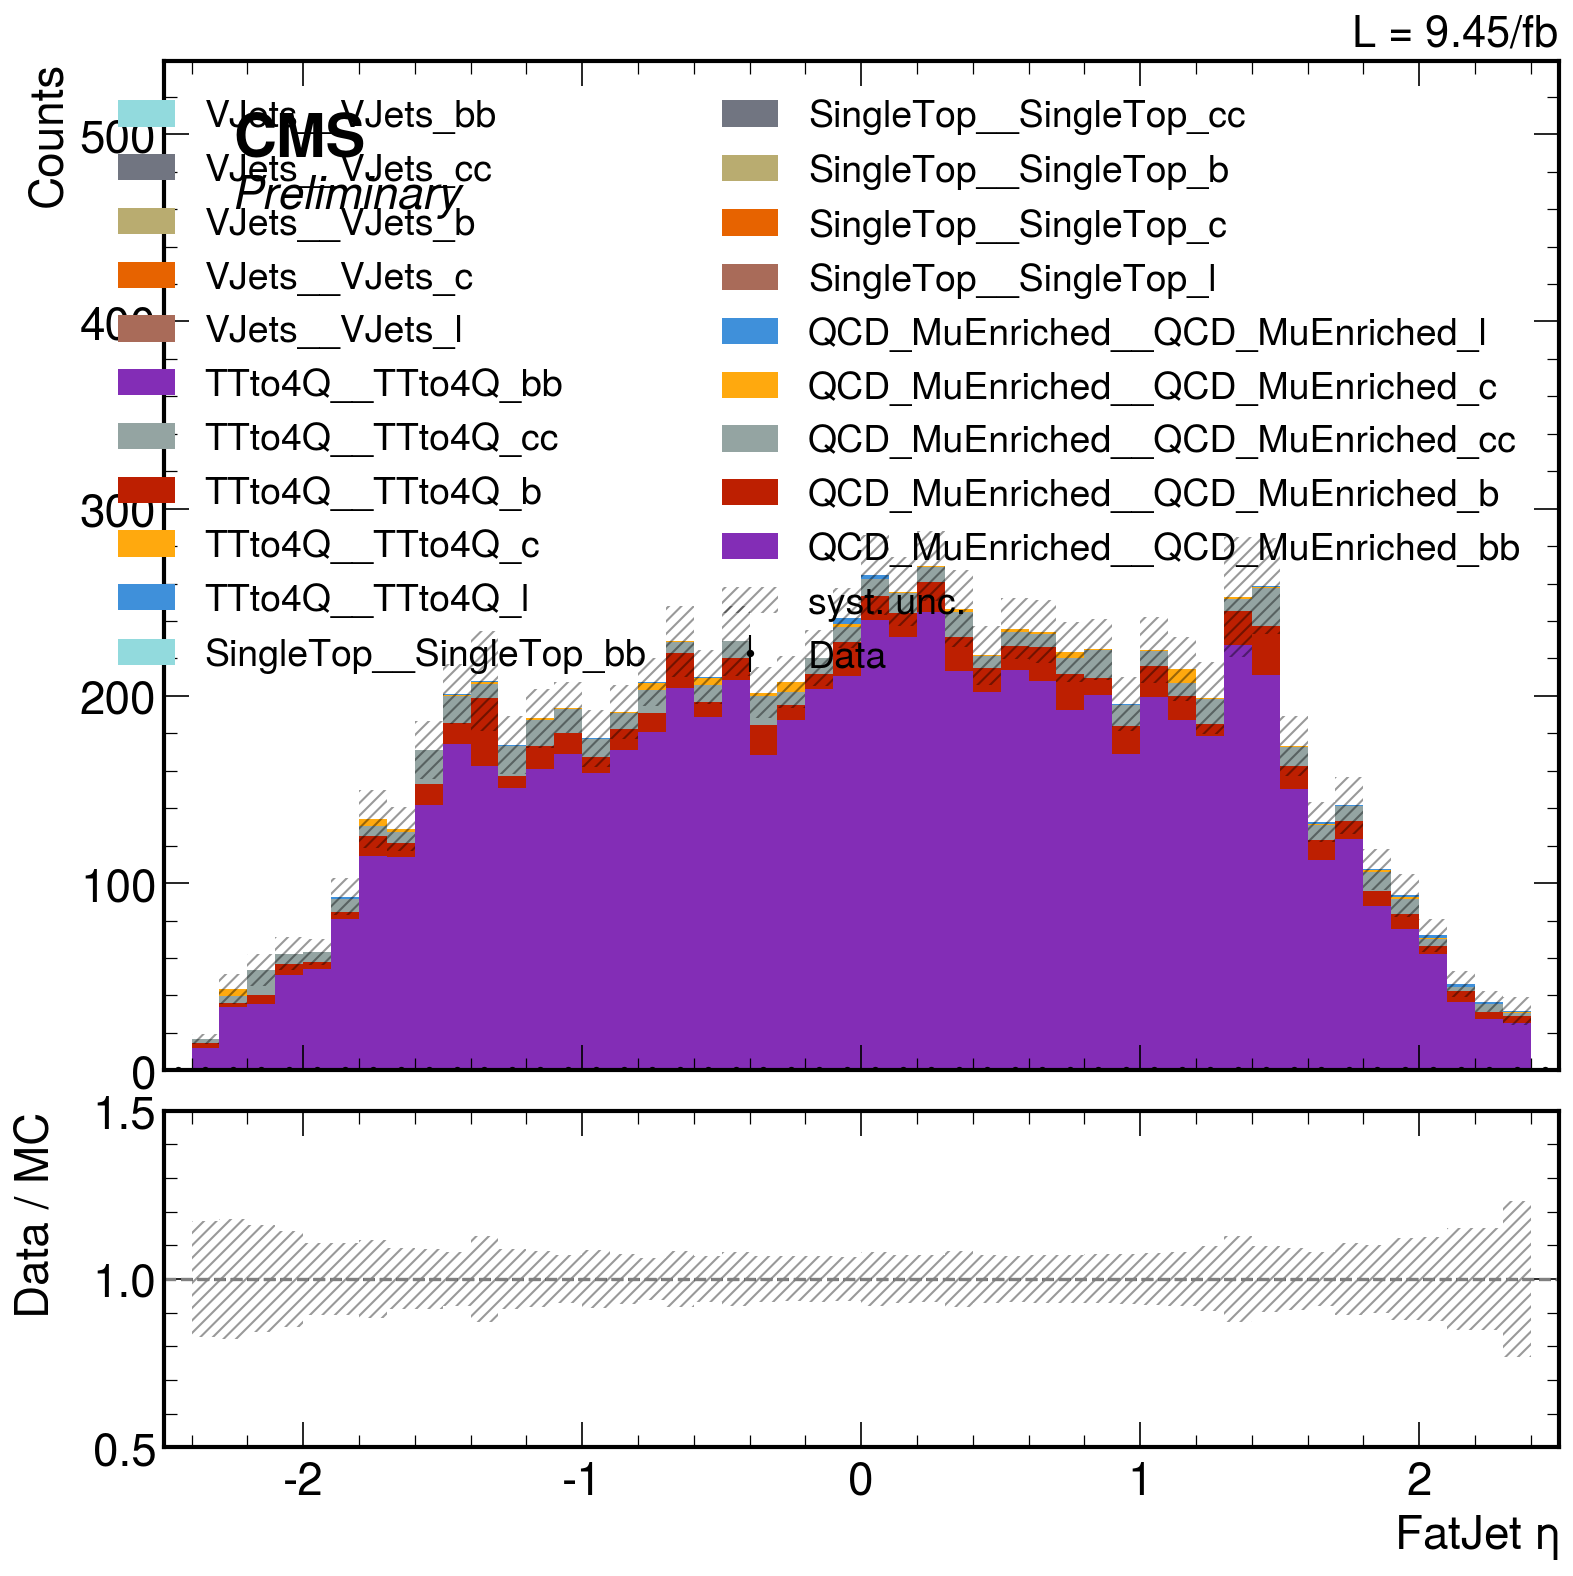 L = 9.45/fb
Counts
CMS
Preliminary
500
400
300
200
100
0
VJets__VJets_bb
VJets__VJets_cc
VJets__VJets_b
VJets__VJets_c
VJets__VJets_l
TTto4Q__TTto4Q_bb
TTto4Q__TTto4Q_cc
TTto4Q__TTto4Q_b
TTto4Q__TTto4Q_c
TTto4Q__TTto4Q_l
SingleTop__SingleTop_bb
SingleTop__SingleTop_cc
SingleTop__SingleTop_b
SingleTop__SingleTop_c
SingleTop__SingleTop_l
QCD_MuEnriched__QCD_MuEnriched_l
QCD_MuEnriched__QCD_MuEnriched_c
QCD_MuEnriched__QCD_MuEnriched_cc
QCD_MuEnriched__QCD_MuEnriched_b
QCD_MuEnriched__QCD_MuEnriched_bb
syst. unc.
Data
Data / MC
1.5
1.0
0.5
-2 -1 0 1 2
FatJet η